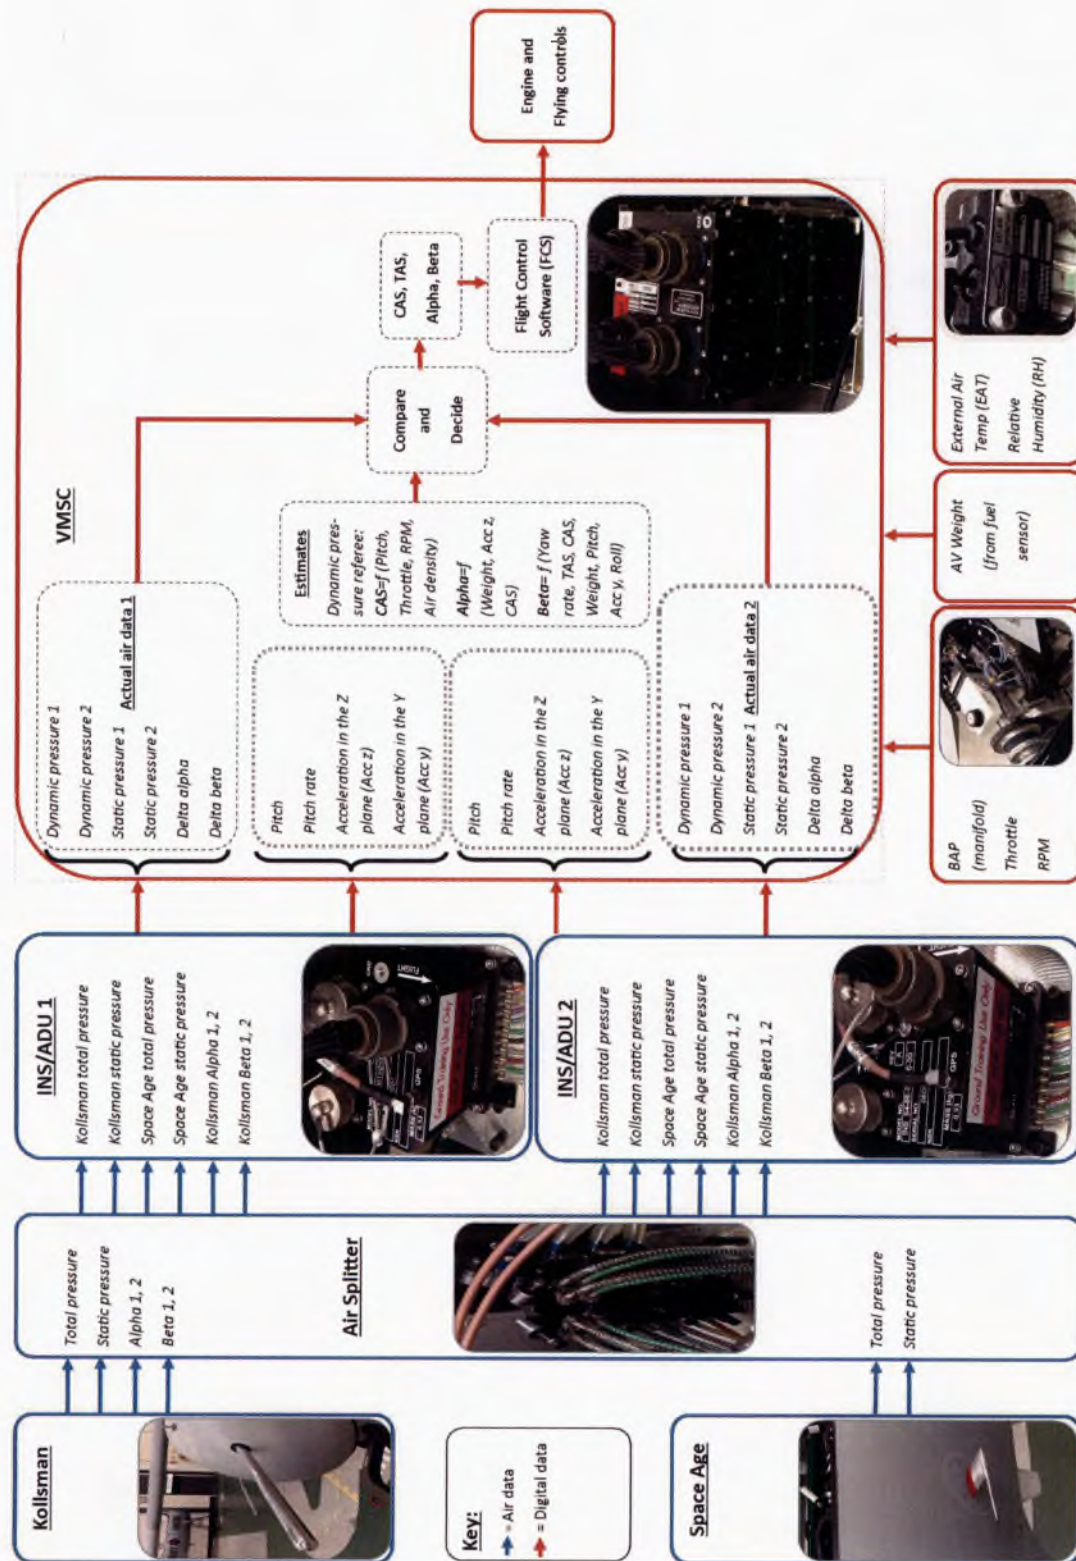 Kollsman
Total pressure
Static pressure
Alpha 1, 2
Beta 1, 2
Key:
= Air data
= Digital data
Space Age
Total pressure
Static pressure
Air Splitter
INS/ADU 1
Kollsman total pressure
Kollsman static pressure
Space Age total pressure
Space Age static pressure
Kollsman Alpha 1, 2
Kollsman Beta 1, 2
FLIGHT
GPS
Ground Training Use Only
INS/ADU 2
Kollsman total pressure
Kollsman static pressure
Space Age total pressure
Space Age static pressure
Kollsman Alpha 1, 2
Kollsman Beta 1, 2
FLIGHT
GPS
Ground Training Use Only
VMSC
Dynamic pressure 1
Dynamic pressure 2
Static pressure 1
Static pressure 2
Delta alpha
Delta beta
Actual air data 1
Pitch
Pitch rate
Acceleration in the Z
plane (Acc z)
Acceleration in the Y
plane (Acc y)
Pitch
Pitch rate
Acceleration in the Z
plane (Acc z)
Acceleration in the Y
plane (Acc y)
Dynamic pressure 1
Dynamic pressure 2
Static pressure 1
Static pressure 2
Delta alpha
Delta beta
Actual air data 2
Estimates
Dynamic pres-
sure referee:
CAS=f (Pitch,
Throttle, RPM,
Air density)
Alpha=f
(Weight, Acc z,
CAS)
Beta= f (Yaw
rate, TAS, CAS,
Weight, Pitch,
Acc y, Roll)
Compare
and
Decide
CAS, TAS,
Alpha, Beta
Flight Control
Software (FCS)
Engine and
Flying controls
BAP
(manifold)
Throttle
RPM
AV Weight
(from fuel
sensor)
External Air
Temp (EAT)
Relative
Humidity (RH)